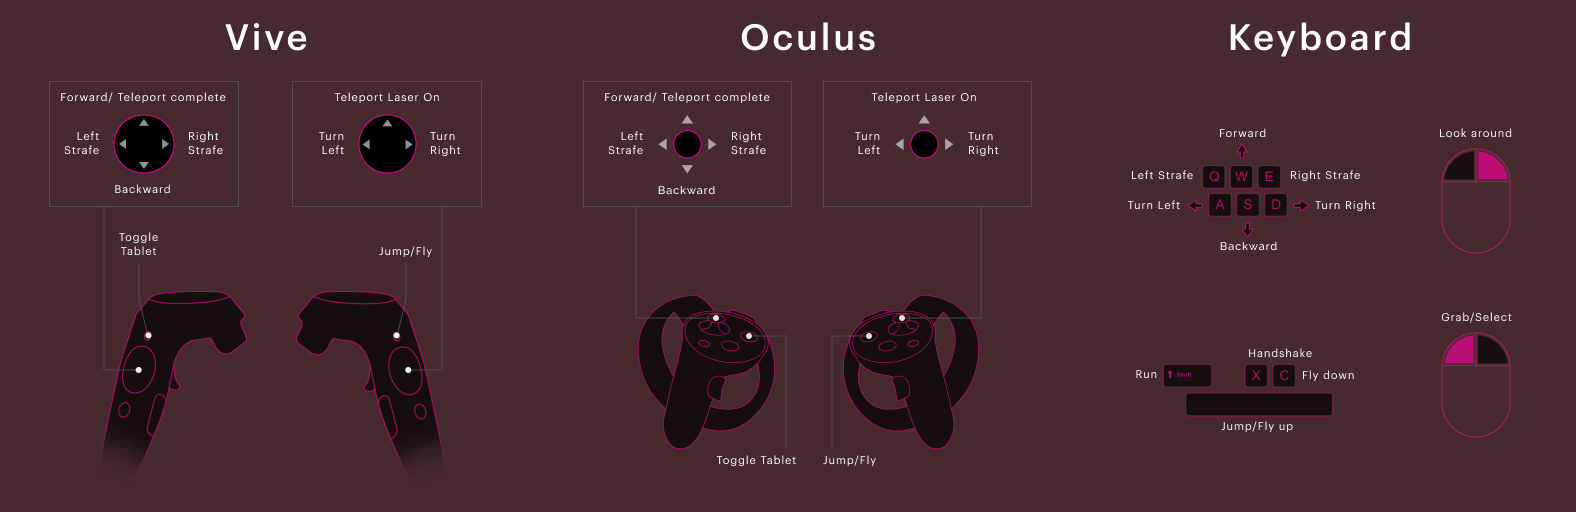 Vive
Forward/ Teleport complete
Left
Strafe
Right
Strafe
Backward
Teleport Laser On
Turn
Left
Turn
Right
Toggle
Tablet
Jump/Fly
Oculus
Forward/ Teleport complete
Left
Strafe
Right
Strafe
Backward
Teleport Laser On
Turn
Left
Turn
Right
Toggle Tablet
Jump/Fly
Keyboard
Forward
Left Strafe Q W E Right Strafe
Turn Left A S D Turn Right
Backward
Look around
Handshake
Run Shift X C Fly down
Jump/Fly up
Grab/Select